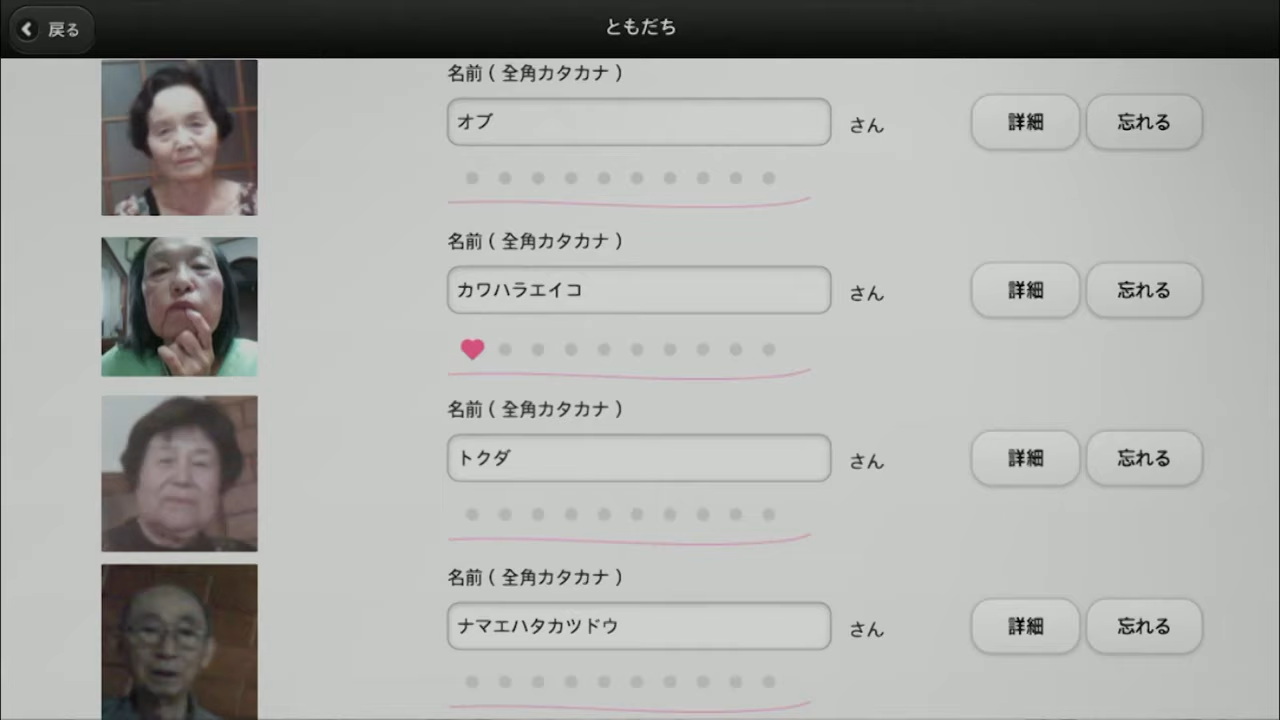 戻る
ともだち
名前 ( 全角カタカナ )
オブ さん 詳細 忘れる
名前 ( 全角カタカナ )
カワハラエイコ さん 詳細 忘れる
名前 ( 全角カタカナ )
トクダ さん 詳細 忘れる
名前 ( 全角カタカナ )
ナマエハタカツドウ さん 詳細 忘れる